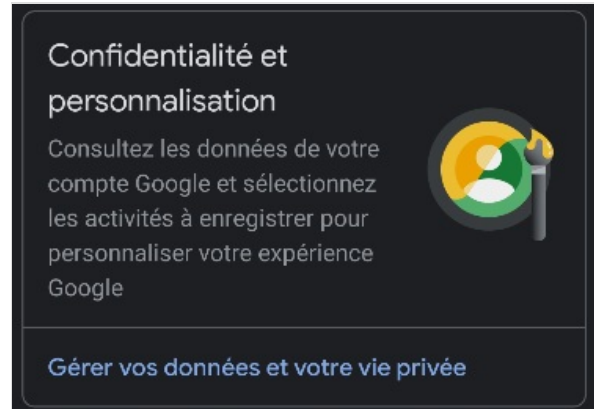 Confidentialité et
personnalisation
Consultez les données de votre
compte Google et sélectionnez
les activités à enregistrer pour
personnaliser votre expérience
Google
Gérer vos données et votre vie privée